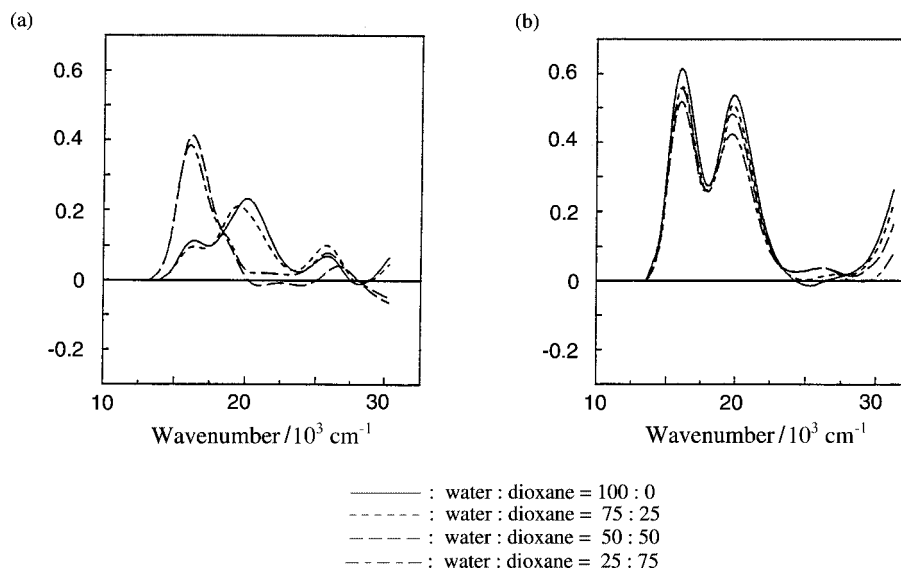 (a)
(b)
0.6
0.4
0.2
0
-0.2
10
20
30
Wavenumber / 10³ cm⁻¹
0.6
0.4
0.2
0
-0.2
10
20
30
Wavenumber / 10³ cm⁻¹
: water : dioxane = 100 : 0
: water : dioxane = 75 : 25
: water : dioxane = 50 : 50
: water : dioxane = 25 : 75